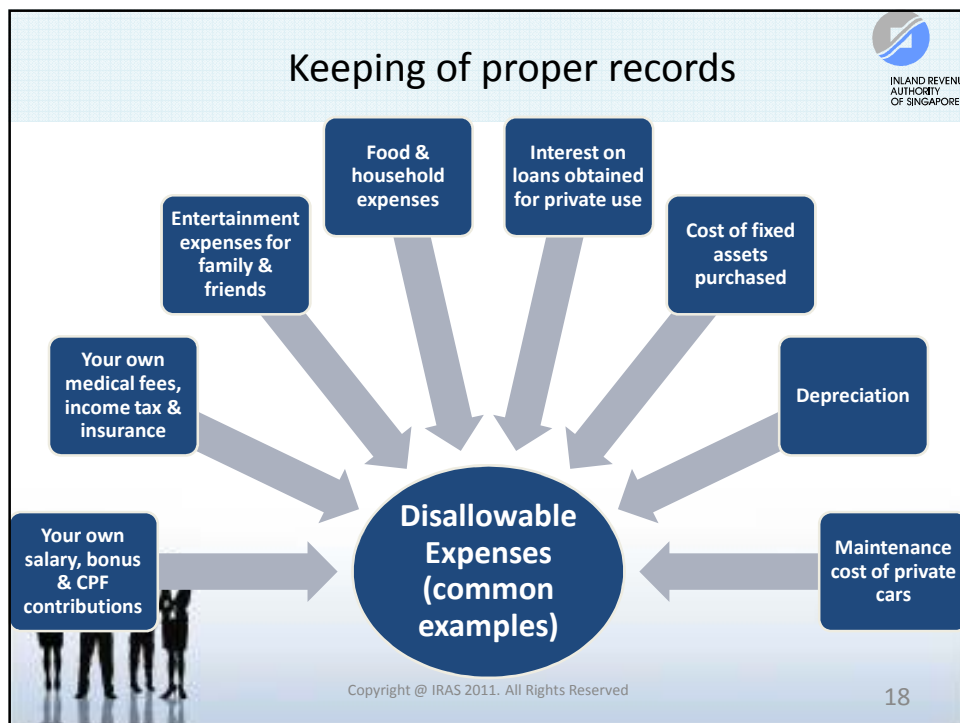 Keeping of proper records
INLAND REVENUE
AUTHORITY
OF SINGAPORE
Food &
household
expenses
Interest on
loans obtained
for private use
Entertainment
expenses for
family &
friends
Cost of fixed
assets
purchased
Your own
medical fees,
income tax &
insurance
Depreciation
Your own
salary, bonus
& CPF
contributions
Disallowable
Expenses
(common
examples)
Maintenance
cost of private
cars
Copyright @ IRAS 2011. All Rights Reserved
18